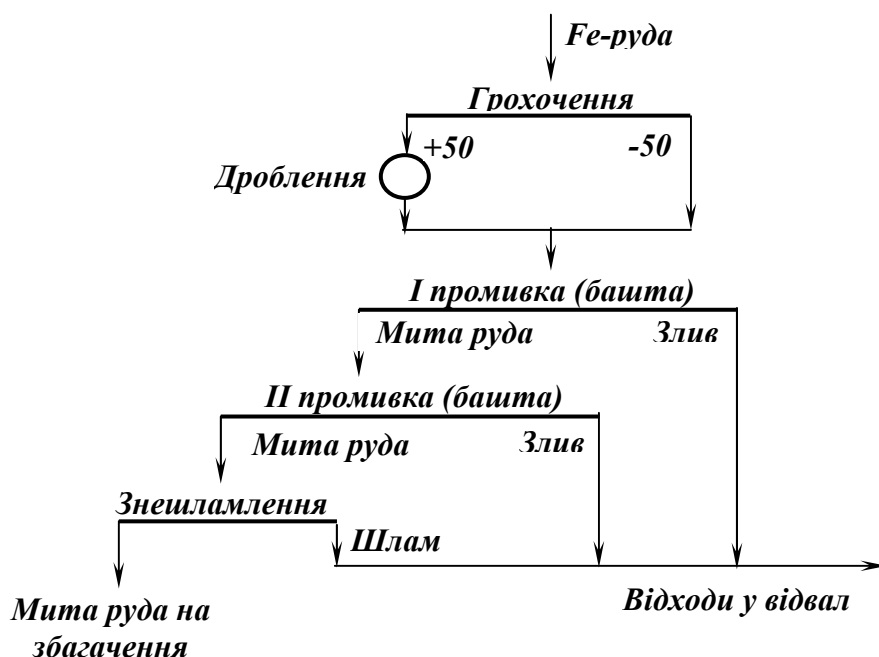 Fe-руда
Грохочення
+50
-50
Дроблення
I промивка (башта)
Мита руда
Злив
II промивка (башта)
Мита руда
Злив
Знешламлення
Шлам
Відходи у відвал
Мита руда на
збагачення